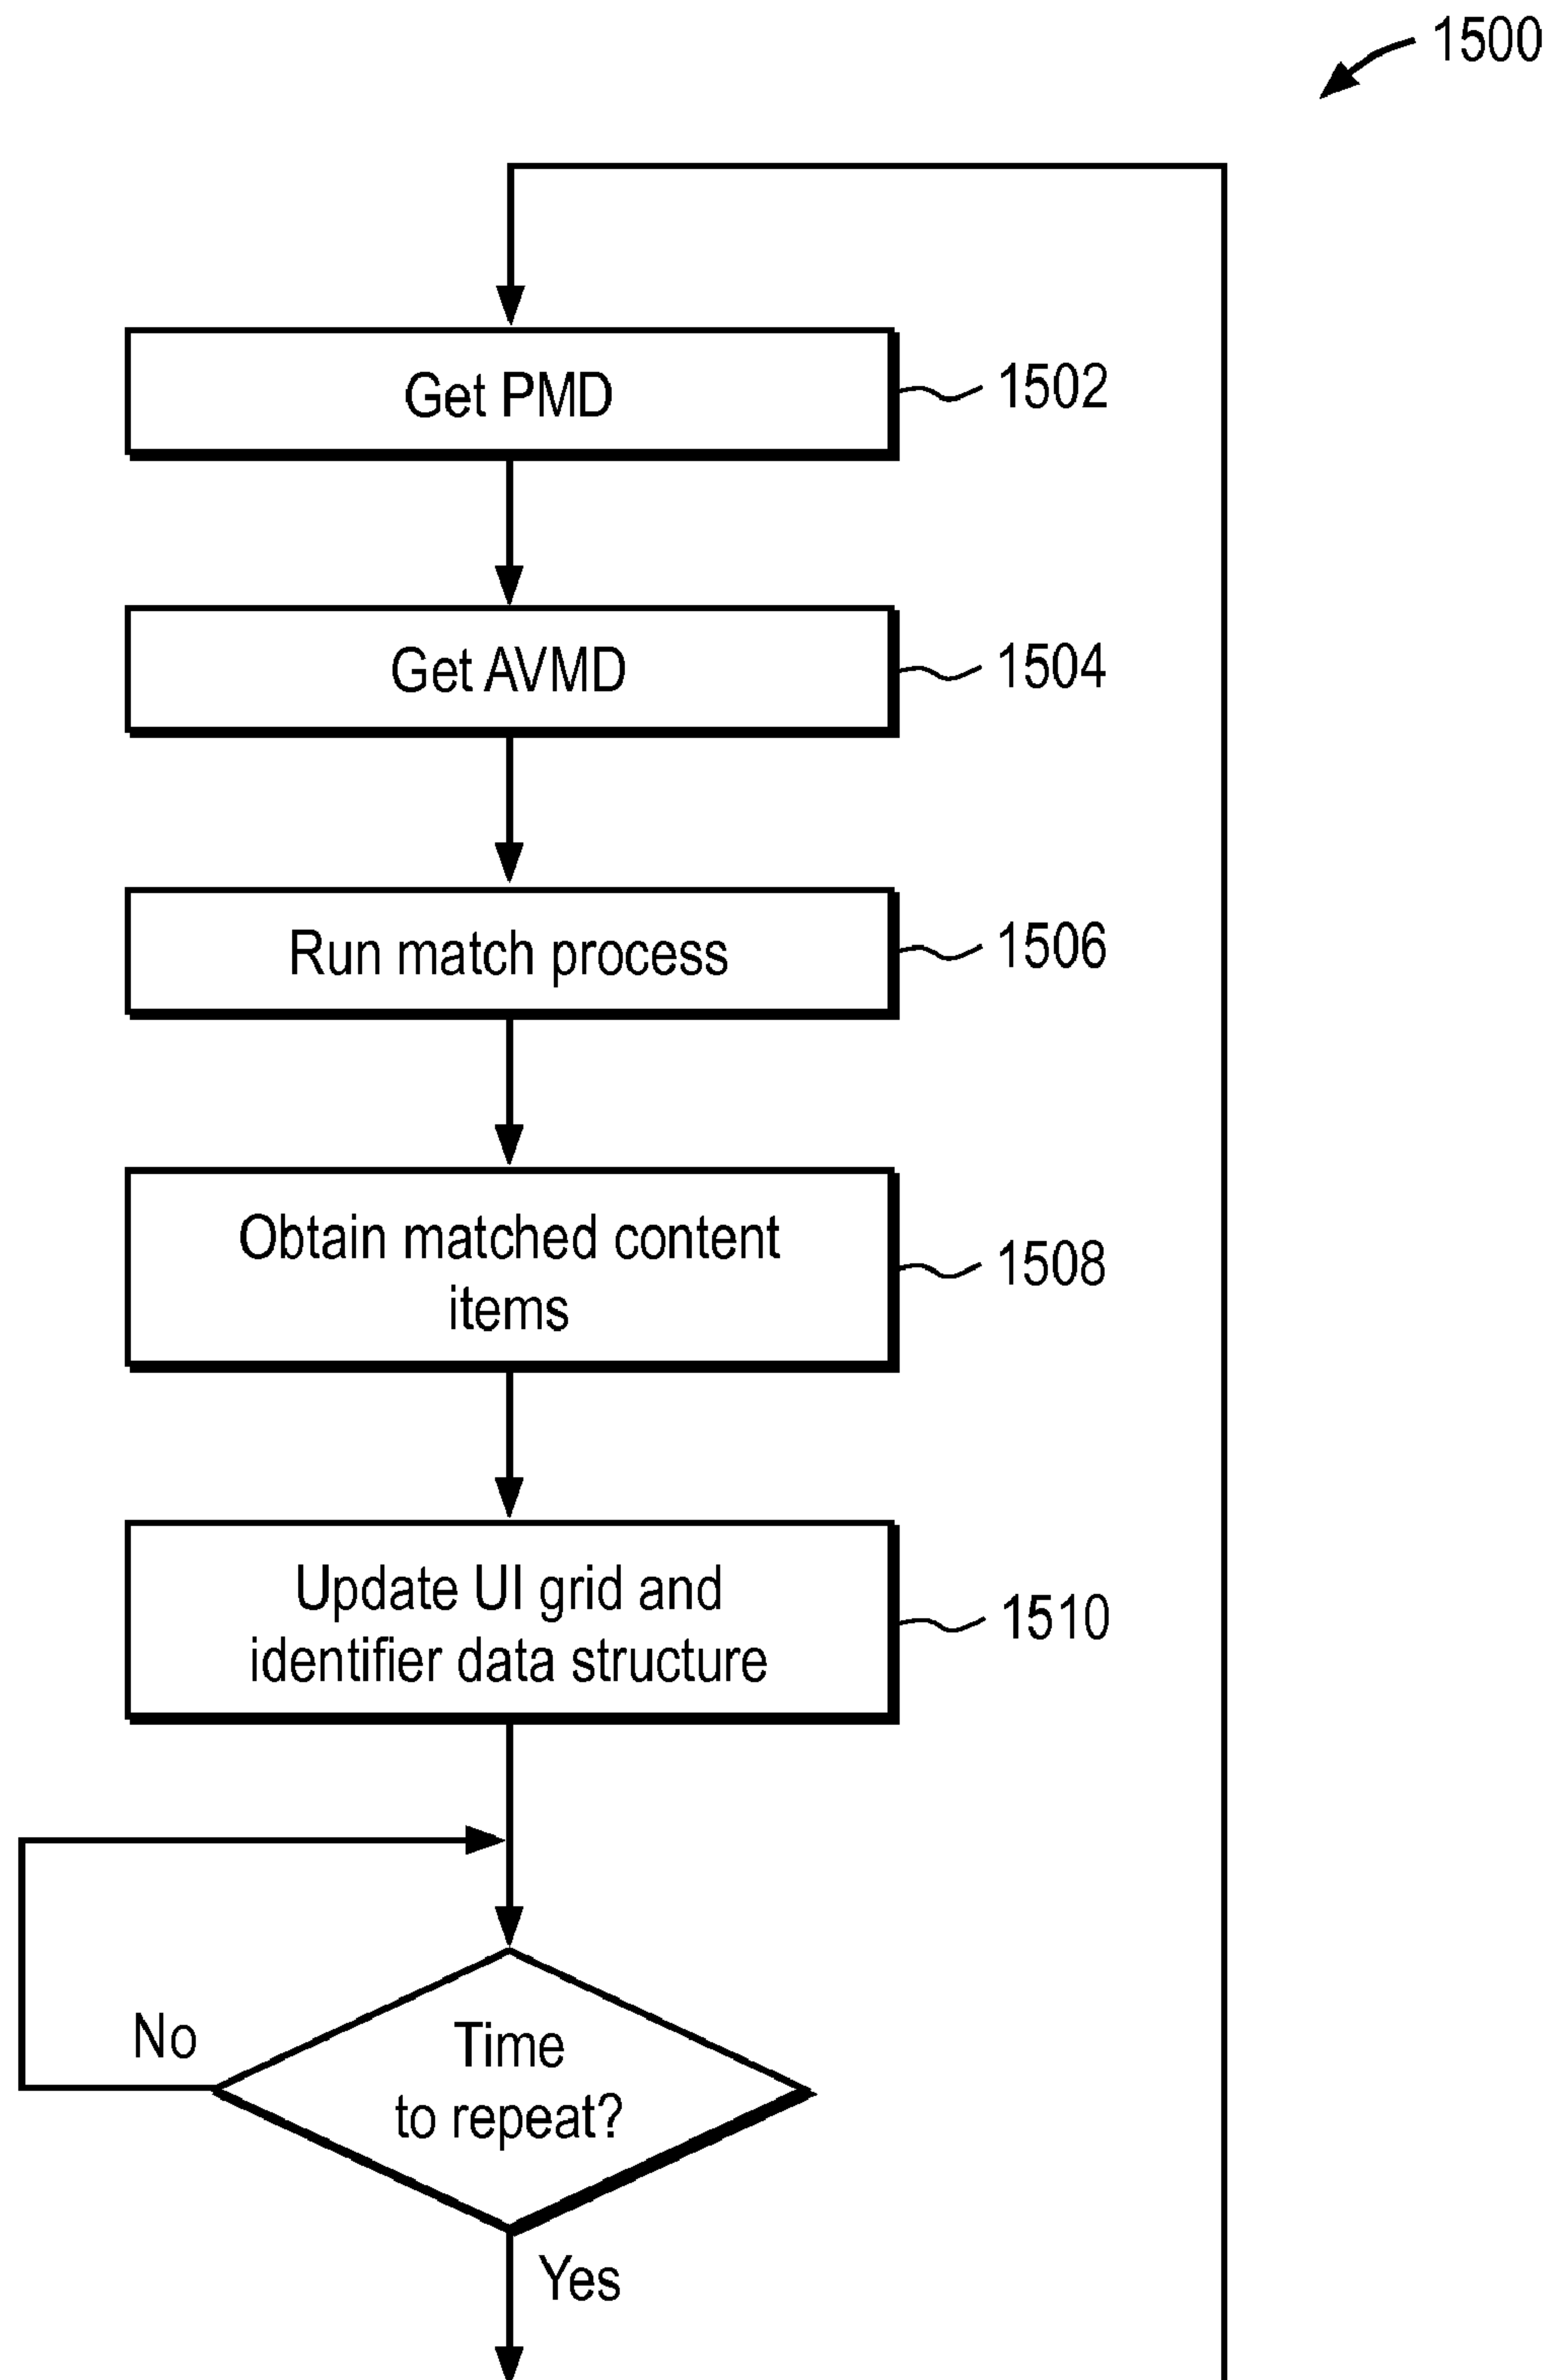 1500
Get PMD
1502
Get AVMD
1504
Run match process
1506
Obtain matched content
items
1508
Update UI grid and
identifier data structure
1510
No
Time
to repeat?
Yes